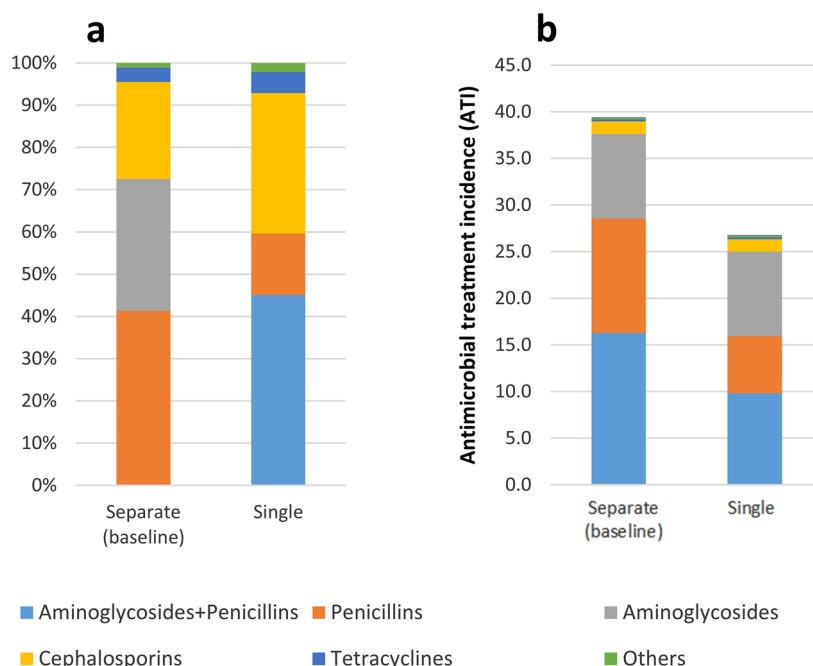 a
100%
90%
80%
70%
60%
50%
40%
30%
20%
10%
0%
Separate
(baseline)
Single
b
Antimicrobial treatment incidence (ATI)
45.0
40.0
35.0
30.0
25.0
20.0
15.0
10.0
5.0
0.0
Separate
(baseline)
Single
Aminoglycosides+Penicillins
Penicillins
Aminoglycosides
Cephalosporins
Tetracyclines
Others